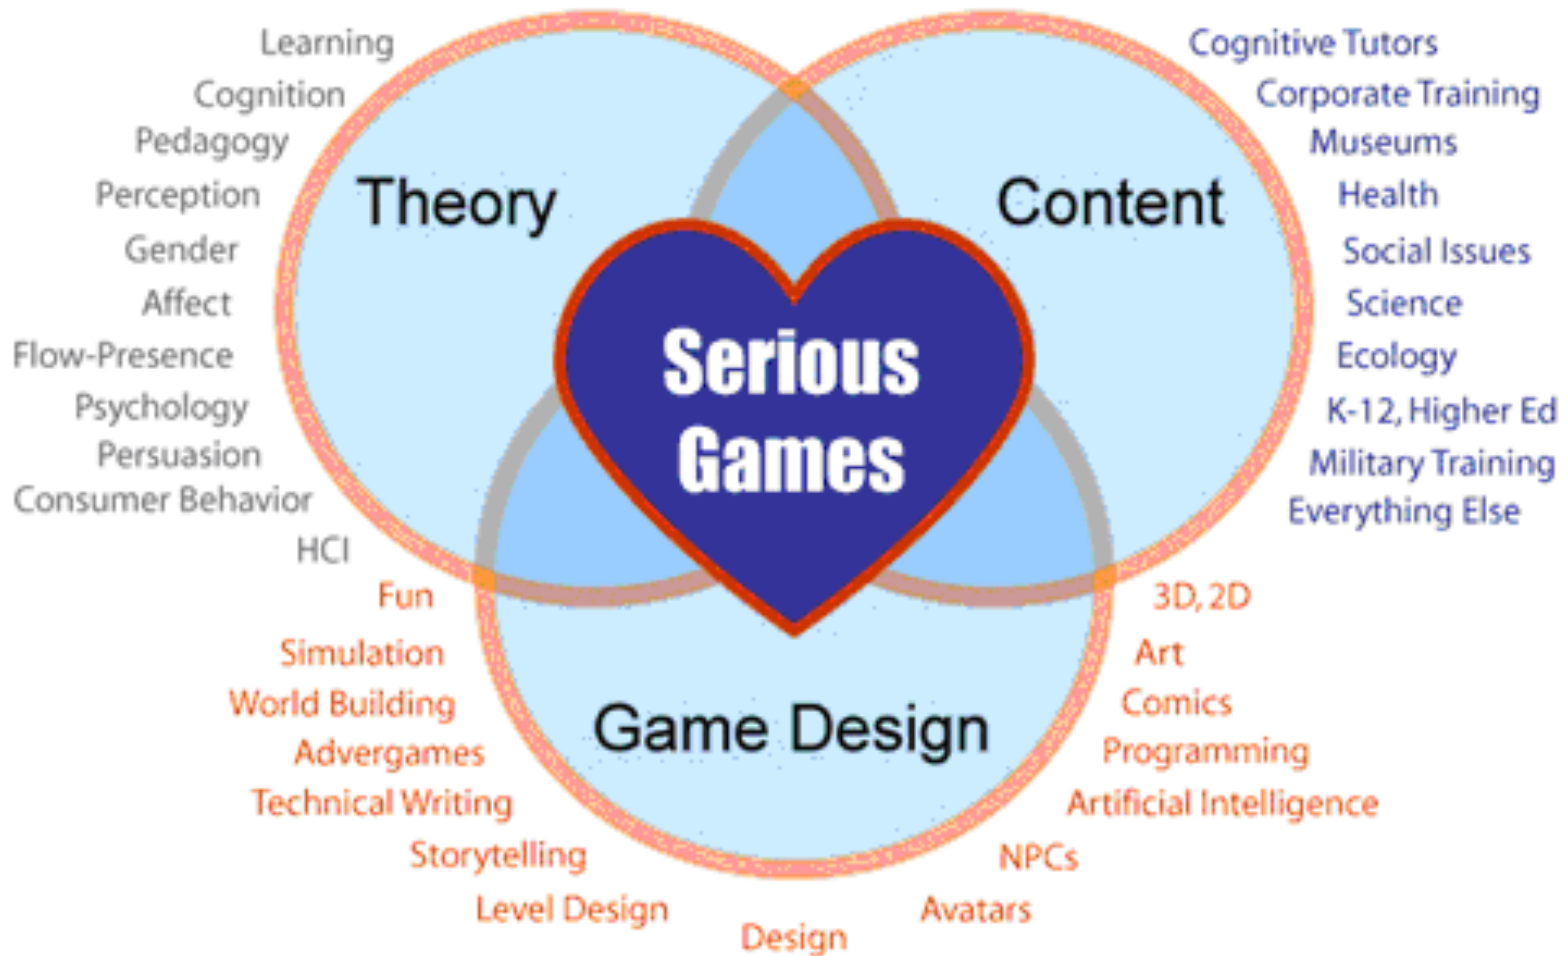 Learning
Cognition
Pedagogy
Perception
Gender
Affect
Flow-Presence
Psychology
Persuasion
Consumer Behavior
HCI
Theory
Content
Cognitive Tutors
Corporate Training
Museums
Health
Social Issues
Science
Ecology
K-12, Higher Ed
Military Training
Everything Else
Serious
Games
Game Design
Fun
Simulation
World Building
Advergames
Technical Writing
Storytelling
Level Design
Design
Avatars
NPCs
Artificial Intelligence
Programming
Comics
Art
3D, 2D